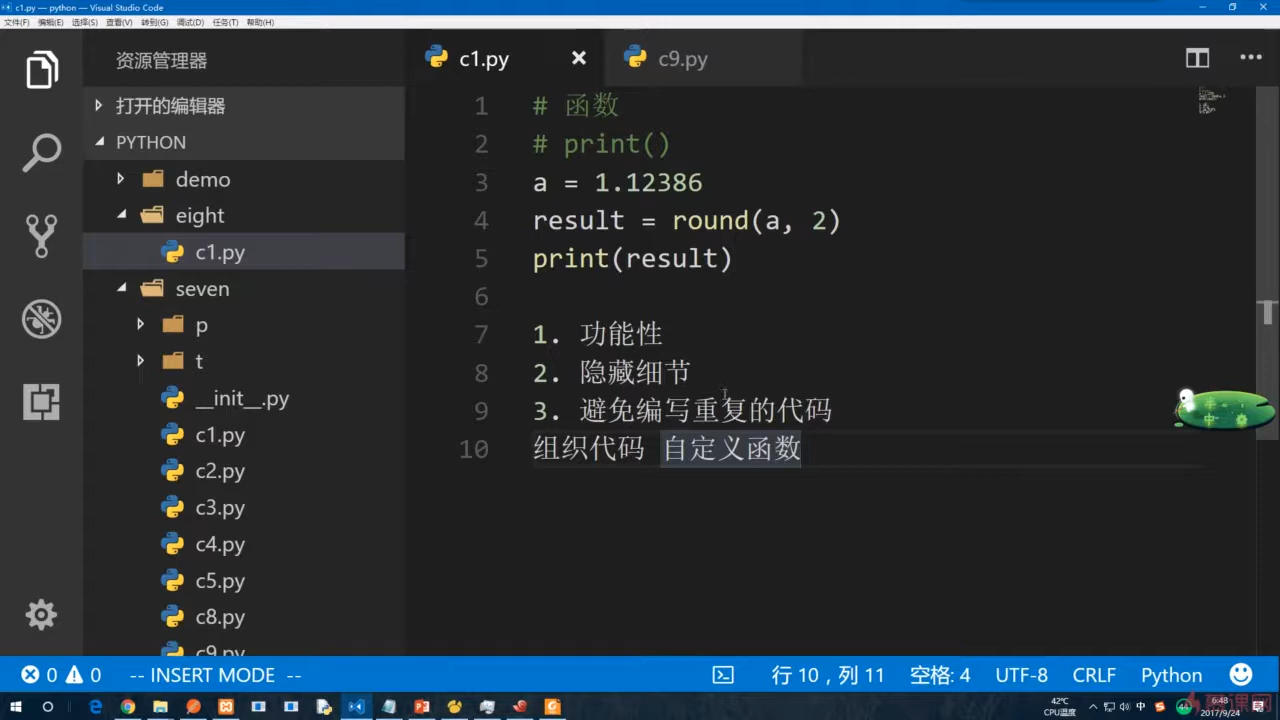 c1.py — python — Visual Studio Code
文件(F) 编辑(E) 选择(S) 查看(V) 转到(G) 调试(D) 任务(T) 帮助(H)
资源管理器
c1.py
c9.py
打开的编辑器
PYTHON
demo
eight
c1.py
seven
p
t
__init__.py
c1.py
c2.py
c3.py
c4.py
c5.py
c8.py
c9.py
1 # 函数
2 # print()
3 a = 1.12386
4 result = round(a, 2)
5 print(result)
6
7 1. 功能性
8 2. 隐藏细节
9 3. 避免编写重复的代码
10 组织代码 自定义函数
中
0 0 -- INSERT MODE -- 行 10，列 11 空格: 4 UTF-8 CRLF Python
42℃
CPU温度
中
6:48
2017/9/24
慕课网